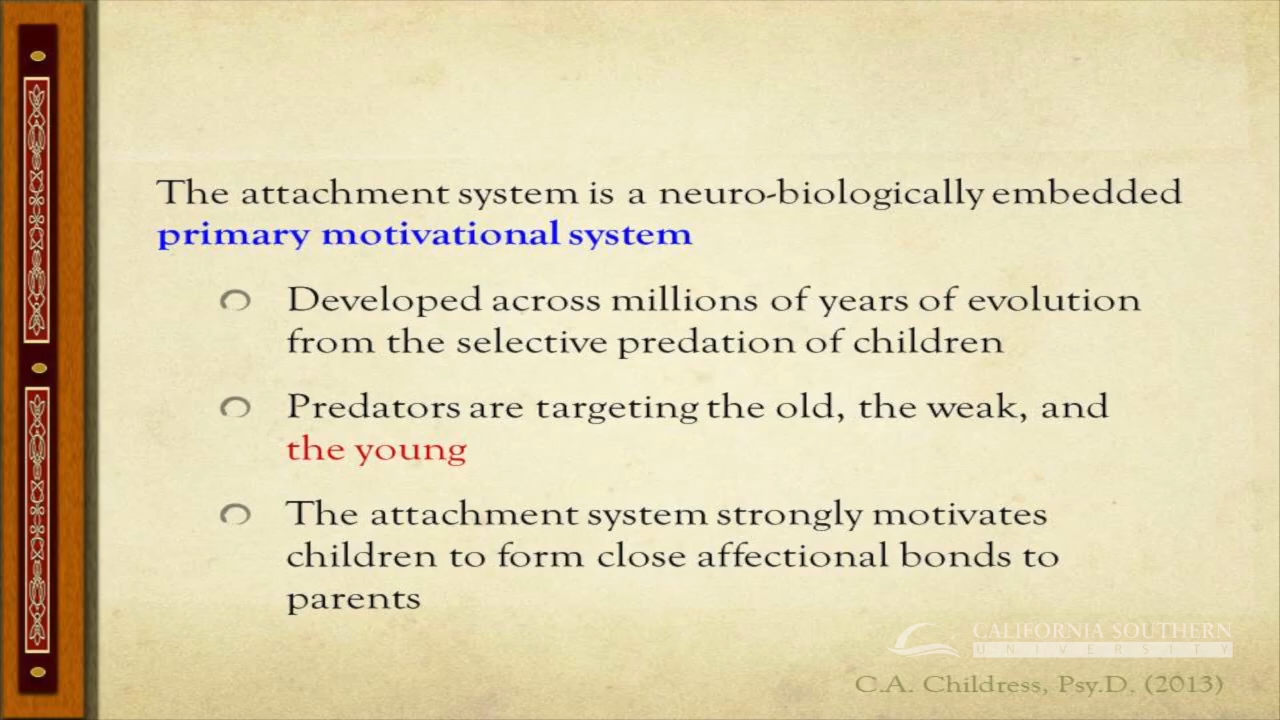 The attachment system is a neuro-biologically embedded
primary motivational system
Developed across millions of years of evolution
from the selective predation of children
Predators are targeting the old, the weak, and
the young
The attachment system strongly motivates
children to form close affectional bonds to
parents
CALIFORNIA SOUTHERN
UNIVERSITY
C.A. Childress, Psy.D. (2013)